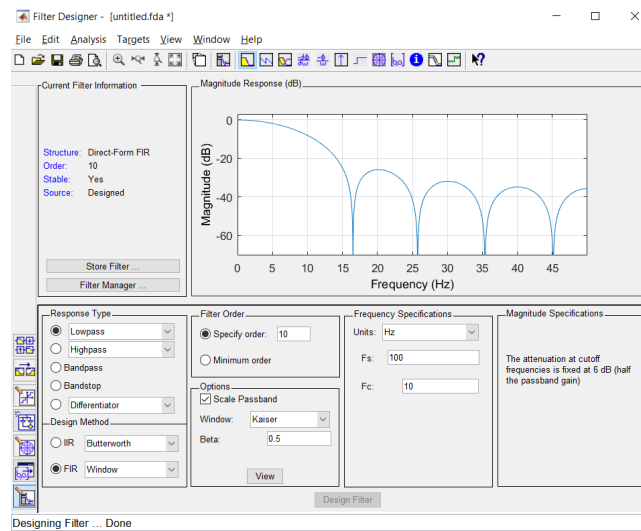 Filter Designer - [untitled.fda *]
File Edit Analysis Targets View Window Help
Current Filter Information
Structure: Direct-Form FIR
Order: 10
Stable: Yes
Source: Designed
Store Filter ...
Filter Manager ...
Magnitude Response (dB)
Magnitude (dB)
0
-20
-40
-60
0 5 10 15 20 25 30 35 40 45
Frequency (Hz)
Response Type
Lowpass
Highpass
Bandpass
Bandstop
Differentiator
Design Method
IIR Butterworth
FIR Window
Filter Order
Specify order: 10
Minimum order
Options
Scale Passband
Window: Kaiser
Beta: 0.5
View
Frequency Specifications
Units: Hz
Fs: 100
Fc: 10
Magnitude Specifications
The attenuation at cutoff
frequencies is fixed at 6 dB (half
the passband gain)
Design Filter
Designing Filter ... Done